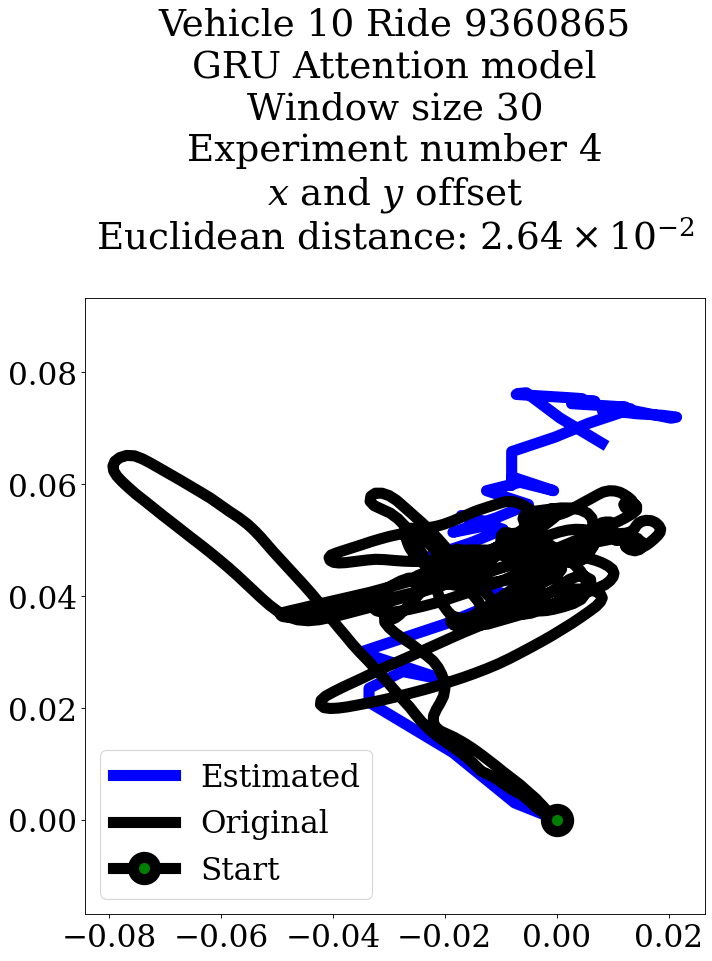 Vehicle 10 Ride 9360865
GRU Attention model
Window size 30
Experiment number 4
x and y offset
Euclidean distance: 2.64 × 10⁻²
0.08
0.06
0.04
0.02
0.00
Estimated
Original
Start
−0.08 −0.06 −0.04 −0.02 0.00 0.02